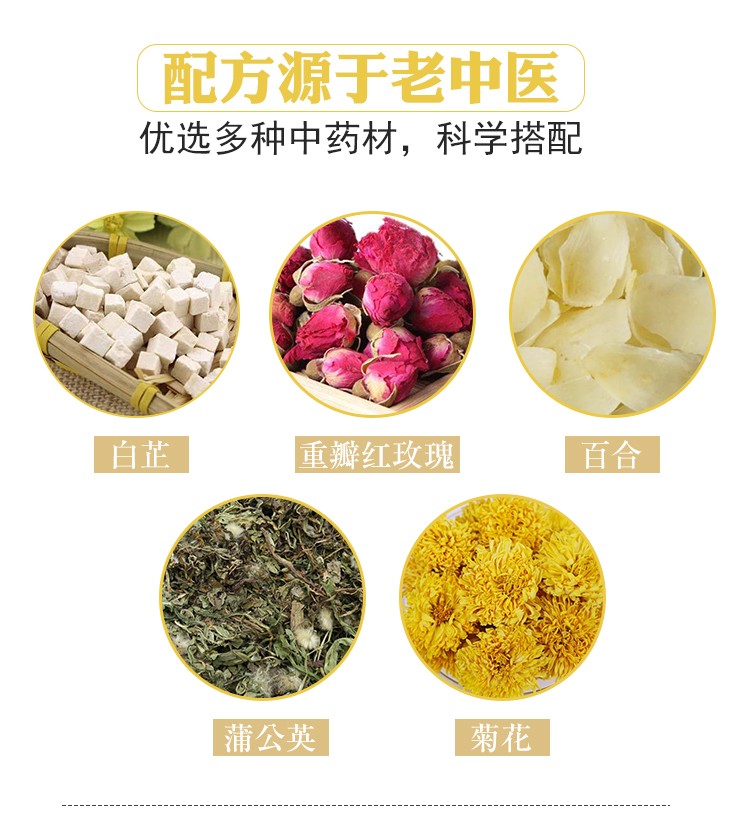 配方源于老中医
优选多种中药材，科学搭配
白芷
重瓣红玫瑰
百合
蒲公英
菊花